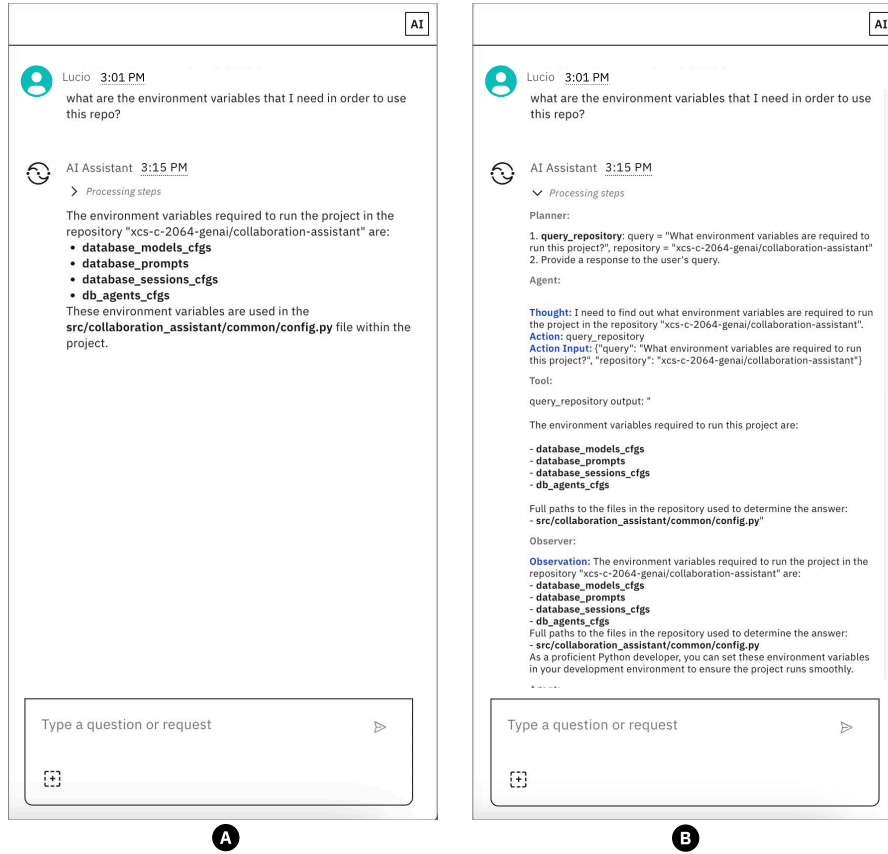 AI
Lucio 3:01 PM
what are the environment variables that I need in order to use
this repo?
AI Assistant 3:15 PM
Processing steps
The environment variables required to run the project in the
repository "xcs-c-2064-genai/collaboration-assistant" are:
• database_models_cfgs
• database_prompts
• database_sessions_cfgs
• db_agents_cfgs
These environment variables are used in the
src/collaboration_assistant/common/config.py file within the
project.
Type a question or request
A
AI
Lucio 3:01 PM
what are the environment variables that I need in order to use
this repo?
AI Assistant 3:15 PM
Processing steps
Planner:
1. query_repository: query = "What environment variables are required to
run this project?", repository = "xcs-c-2064-genai/collaboration-assistant"
2. Provide a response to the user's query.
Agent:
Thought: I need to find out what environment variables are required to run
the project in the repository "xcs-c-2064-genai/collaboration-assistant".
Action: query_repository
Action Input: {"query": "What environment variables are required to run
this project?", "repository": "xcs-c-2064-genai/collaboration-assistant"}
Tool:
query_repository output: "
The environment variables required to run this project are:
- database_models_cfgs
- database_prompts
- database_sessions_cfgs
- db_agents_cfgs
Full paths to the files in the repository used to determine the answer:
- src/collaboration_assistant/common/config.py"
Observer:
Observation: The environment variables required to run the project in the
repository "xcs-c-2064-genai/collaboration-assistant" are:
- database_models_cfgs
- database_prompts
- database_sessions_cfgs
- db_agents_cfgs
Full paths to the files in the repository used to determine the answer:
- src/collaboration_assistant/common/config.py
As a proficient Python developer, you can set these environment variables
in your development environment to ensure the project runs smoothly.
Type a question or request
B